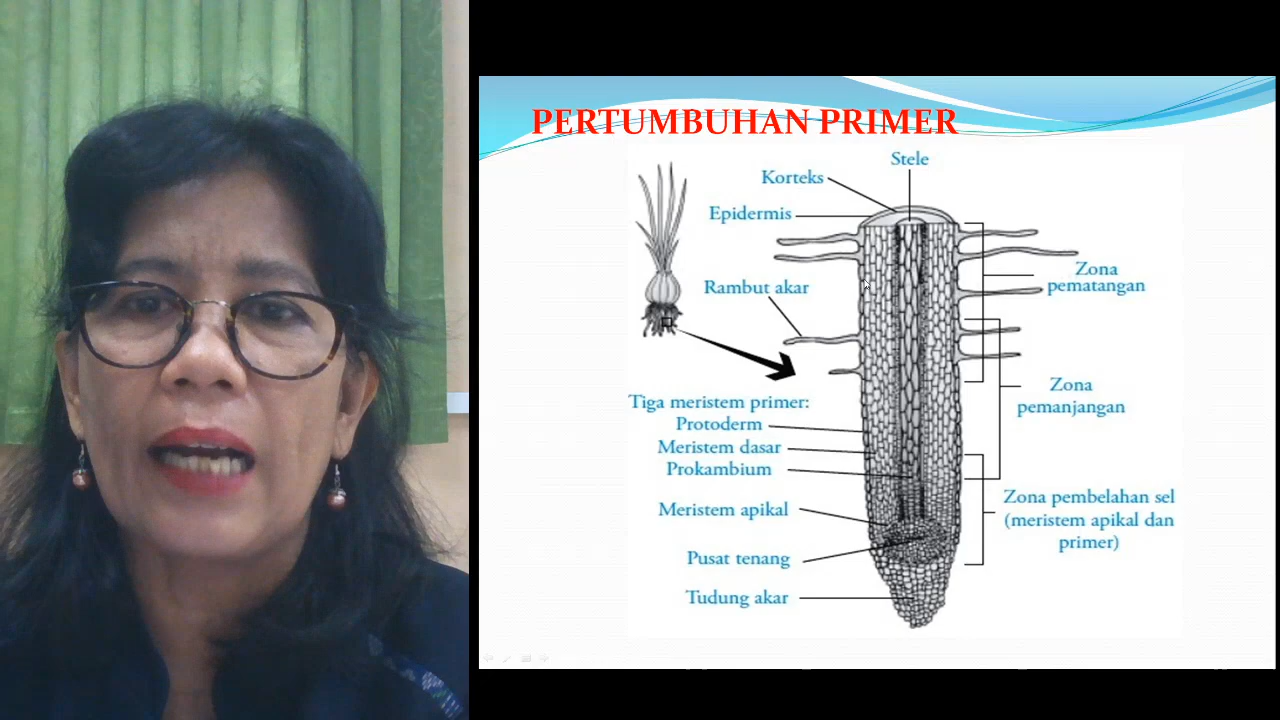 PERTUMBUHAN PRIMER
Stele
Korteks
Epidermis
Rambut akar
Zona
pematangan
Zona
pemanjangan
Tiga meristem primer:
Protoderm
Meristem dasar
Prokambium
Meristem apikal
Zona pembelahan sel
(meristem apikal dan
primer)
Pusat tenang
Tudung akar